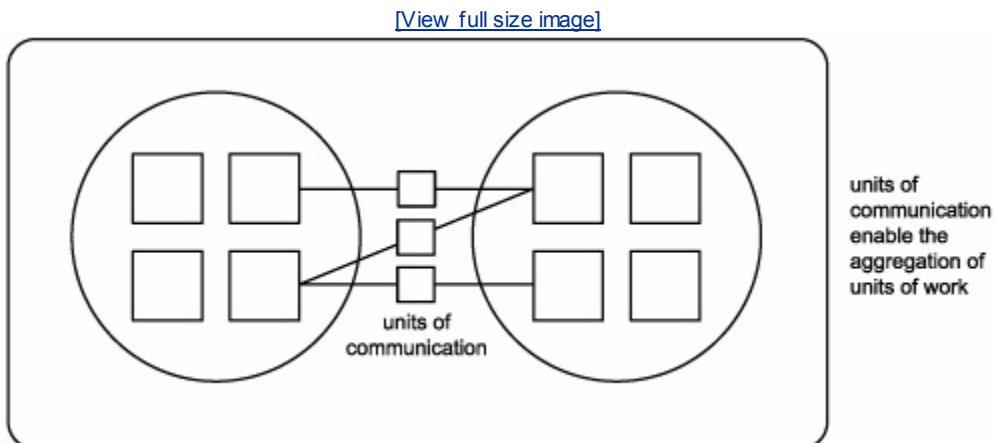 [View full size image]
units of
communication
units of
communication
enable the
aggregation of
units of work